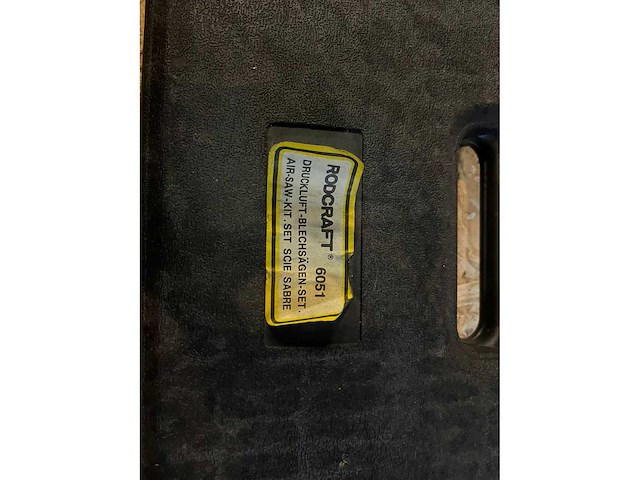 RODCRAFT® 6051
DRUCKLUFT-BLECHSÄGEN-SET.
AIR-SAW-KIT. SET SCIE SABRE